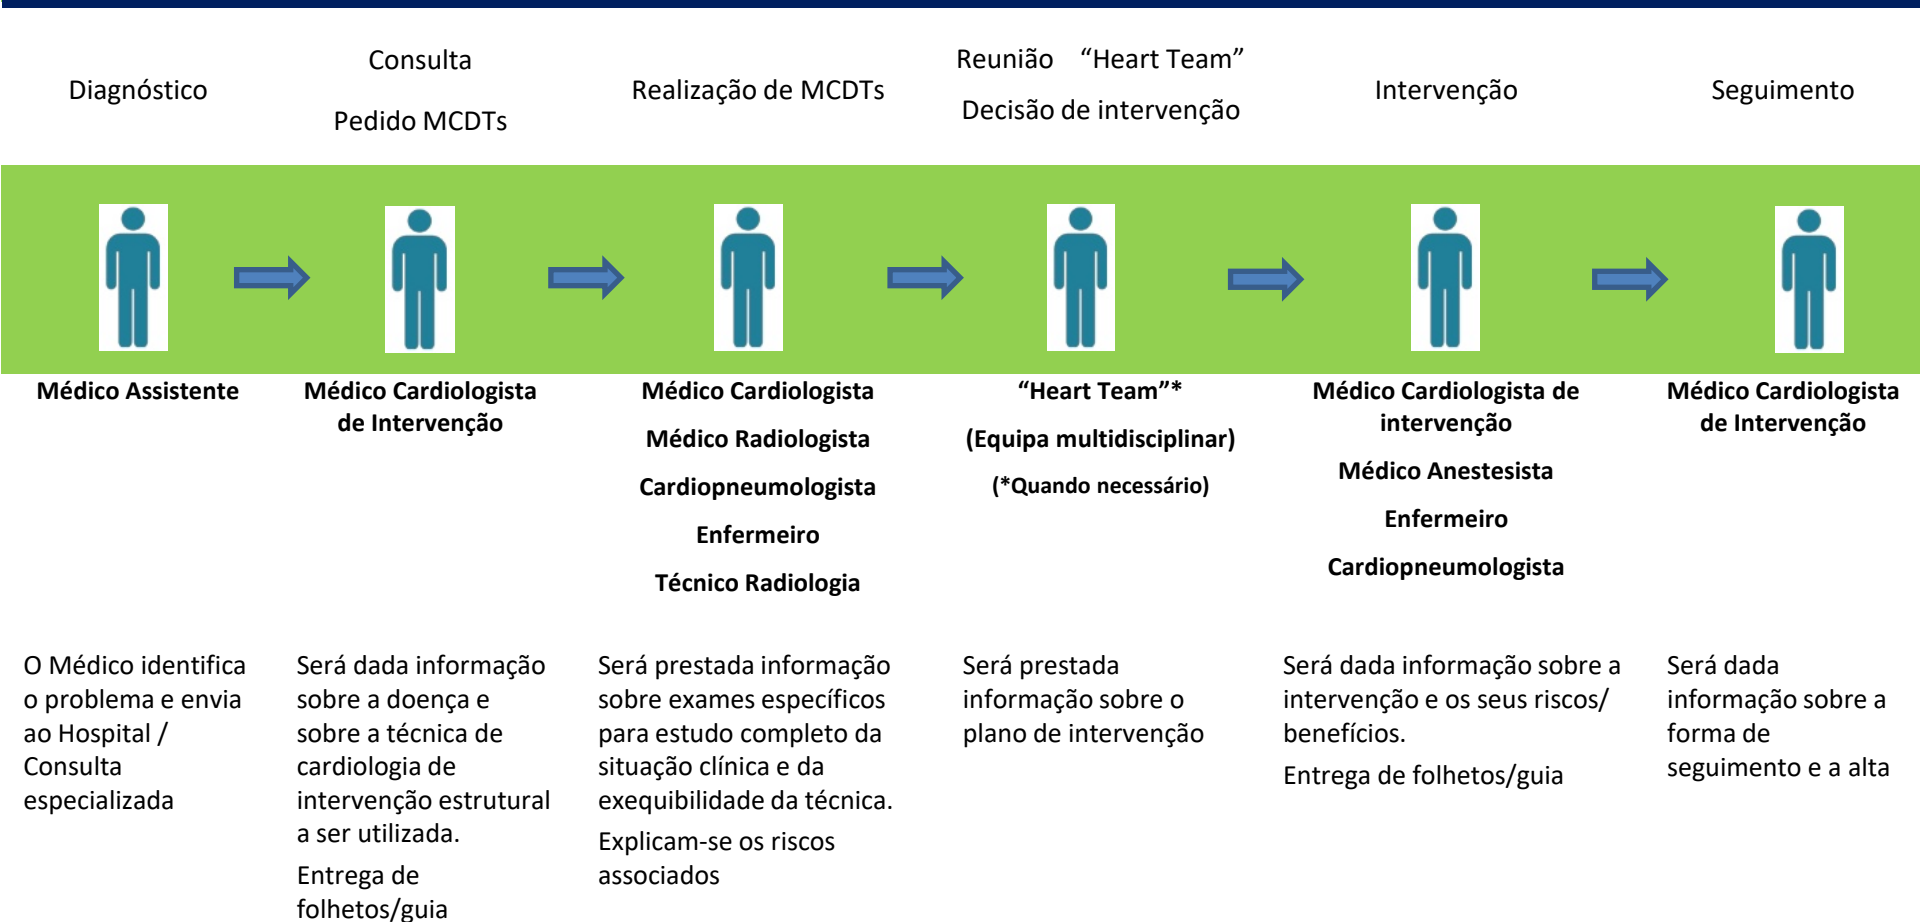 Diagnóstico
Consulta
Pedido MCDTs
Realização de MCDTs
Reunião “Heart Team”
Decisão de intervenção
Intervenção
Seguimento
Médico Assistente
Médico Cardiologista
de Intervenção
Médico Cardiologista
Médico Radiologista
Cardiopneumologista
Enfermeiro
Técnico Radiologia
“Heart Team”*
(Equipa multidisciplinar)
(*Quando necessário)
Médico Cardiologista de
intervenção
Médico Anestesista
Enfermeiro
Cardiopneumologista
Médico Cardiologista
de Intervenção
O Médico identifica
o problema e envia
ao Hospital /
Consulta
especializada
Será dada informação
sobre a doença e
sobre a técnica de
cardiologia de
intervenção estrutural
a ser utilizada.
Entrega de
folhetos/guia
Será prestada informação
sobre exames específicos
para estudo completo da
situação clínica e da
exequibilidade da técnica.
Explicam-se os riscos
associados
Será prestada
informação sobre o
plano de intervenção
Será dada informação sobre a
intervenção e os seus riscos/
benefícios.
Entrega de folhetos/guia
Será dada
informação sobre a
forma de
seguimento e a alta